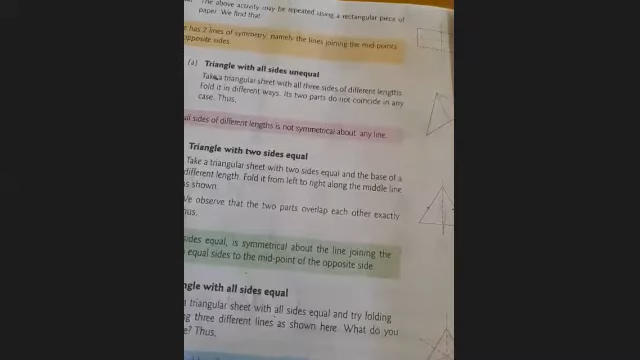 The above activity may be repeated using a rectangular piece of
paper. We find that
has 2 lines of symmetry, namely the lines joining the mid-points
opposite sides.
(a) Triangle with all sides unequal
Take a triangular sheet with all three sides of different lengths.
Fold it in different ways. Its two parts do not coincide in any
case. Thus,
sides of different lengths is not symmetrical about any line.
Triangle with two sides equal
Take a triangular sheet with two sides equal and the base of a
different length. Fold it from left to right along the middle line
as shown.
We observe that the two parts overlap each other exactly
sides equal, is symmetrical about the line joining the
equal sides to the mid-point of the opposite side.
with all sides equal
triangular sheet with all sides equal and try folding
three different lines as shown here. What do you
Thus,